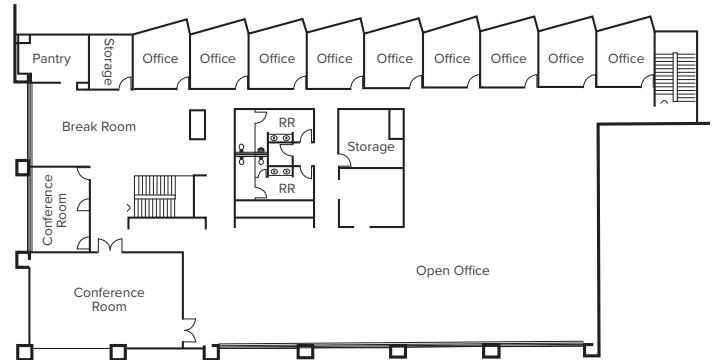 Pantry
Storage
Office
Office
Office
Office
Office
Office
Office
Office
Office
Break Room
RR
Storage
RR
Conference
Room
Open Office
Conference
Room